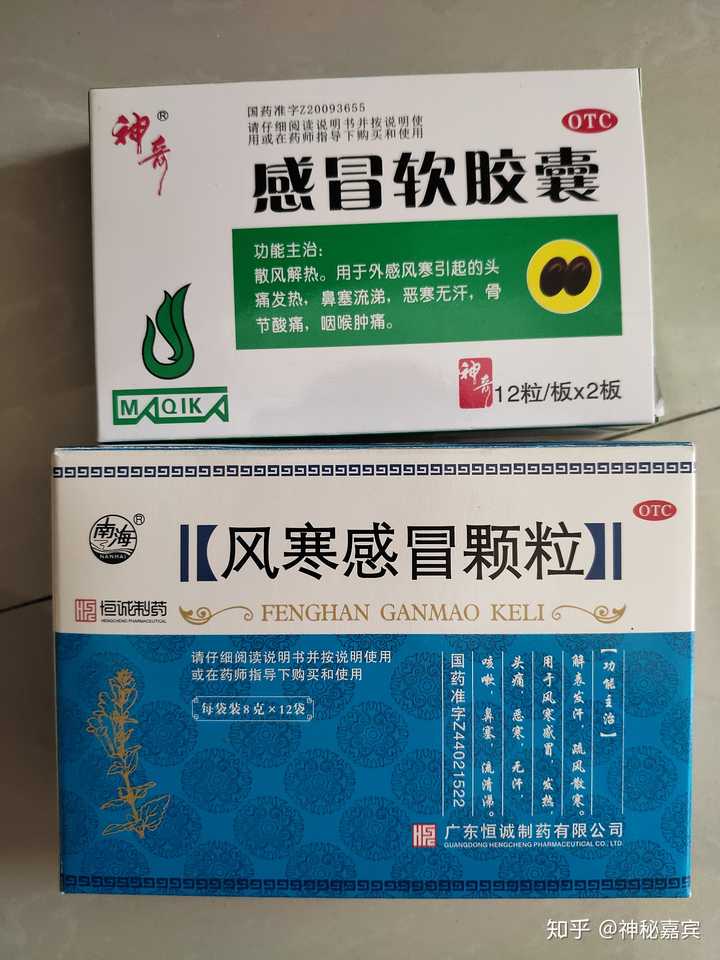 神奇®
国药准字Z20093655
请仔细阅读说明书并按说明使
用或在药师指导下购买和使用
OTC
感冒软胶囊
功能主治:
散风解热。用于外感风寒引起的头
痛发热，鼻塞流涕，恶寒无汗，骨
节酸痛，咽喉肿痛。
MAQIKA
神奇
12粒/板x2板
南海®
NANHAI
OTC
【风寒感冒颗粒】
恒诚制药
HENGCHENG PHARMACEUTICAL
FENGHAN GANMAO KELI
请仔细阅读说明书并按说明使用
或在药师指导下购买和使用
每袋装8克×12袋
【功能主治】
解表发汗，疏风散寒。
用于风寒感冒，发热，
头痛，恶寒，无汗，
咳嗽，鼻塞，流清涕。
国药准字Z44021522
广东恒诚制药有限公司
GUANGDONG HENGCHENG PHARMACEUTICAL CO., LTD
知乎 @神秘嘉宾